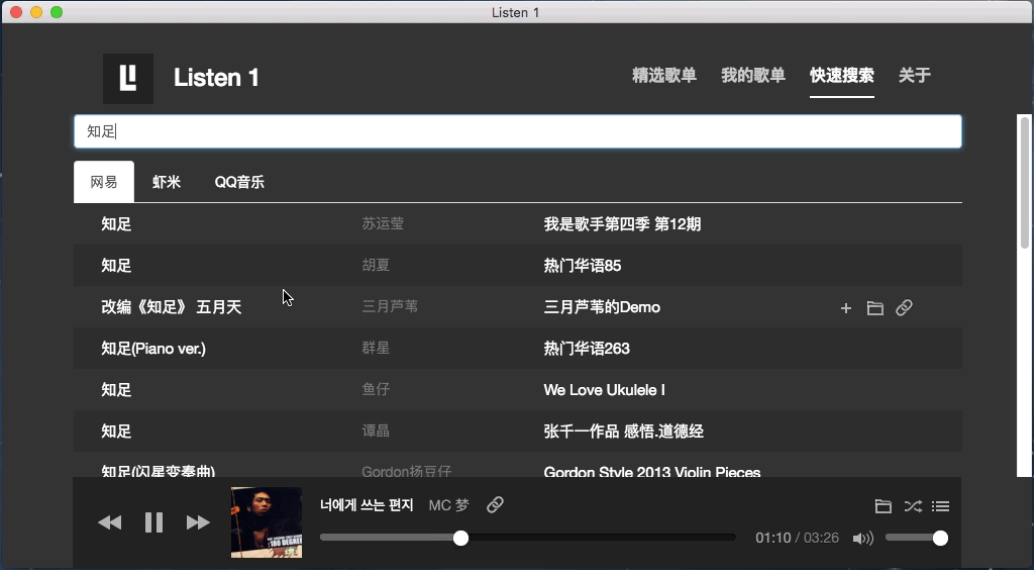 Listen 1
LI Listen 1 精选歌单 我的歌单 快速搜索 关于
知足
网易 虾米 QQ音乐
知足 苏运莹 我是歌手第四季 第12期
知足 胡夏 热门华语85
改编《知足》 五月天 三月芦苇 三月芦苇的Demo
知足(Piano ver.) 群星 热门华语263
知足 鱼仔 We Love Ukulele I
知足 谭晶 张千一作品 感悟.道德经
知足(闪星变奏曲) Gordon扬豆仔 Gordon Style 2013 Violin Pieces
너에게 쓰는 편지 MC 梦
01:10 / 03:26